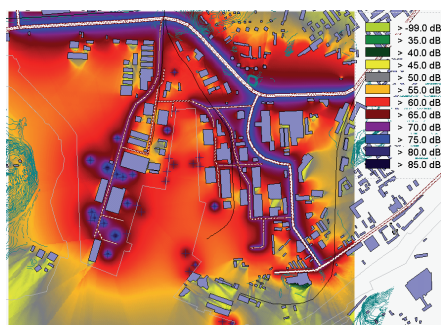 > -99.0 dB
> 35.0 dB
> 40.0 dB
> 45.0 dB
> 50.0 dB
> 55.0 dB
> 60.0 dB
> 65.0 dB
> 70.0 dB
> 75.0 dB
> 80.0 dB
> 85.0 dB